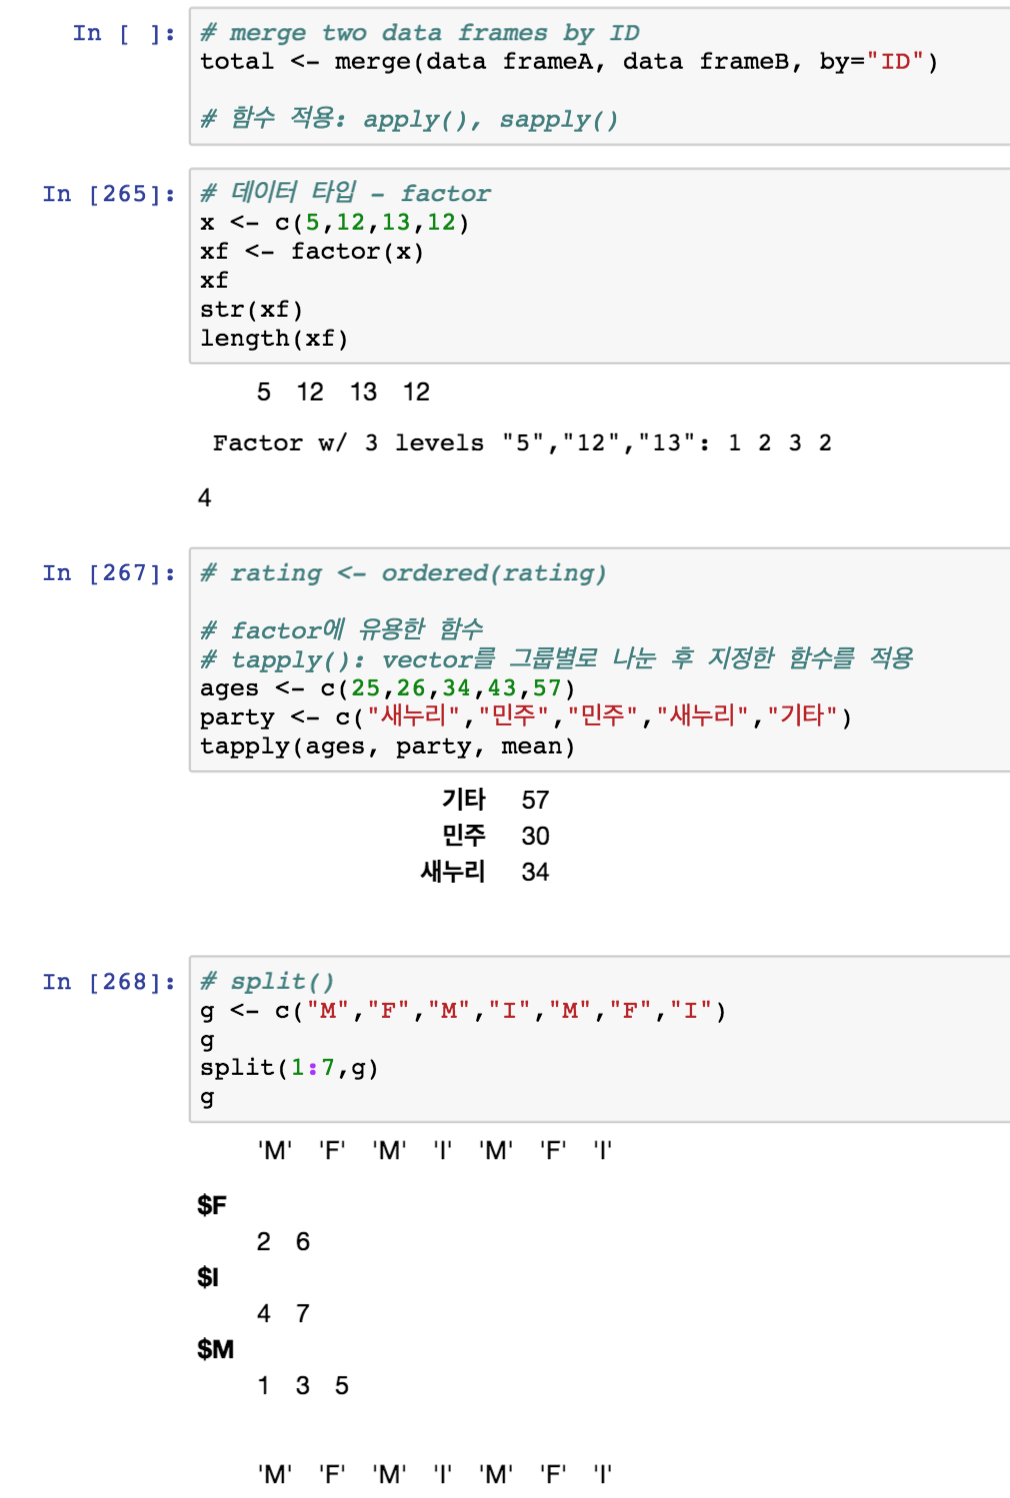 In [ ]:
# merge two data frames by ID
total <- merge(data frameA, data frameB, by="ID")
# 함수 적용: apply(), sapply()
In [265]:
# 데이터 타입 - factor
x <- c(5,12,13,12)
xf <- factor(x)
xf
str(xf)
length(xf)
5 12 13 12
Factor w/ 3 levels "5","12","13": 1 2 3 2
4
In [267]:
# rating <- ordered(rating)
# factor에 유용한 함수
# tapply(): vector를 그룹별로 나눈 후 지정한 함수를 적용
ages <- c(25,26,34,43,57)
party <- c("새누리","민주","민주","새누리","기타")
tapply(ages, party, mean)
기타 57
민주 30
새누리 34
In [268]:
# split()
g <- c("M","F","M","I","M","F","I")
g
split(1:7,g)
g
'M' 'F' 'M' 'I' 'M' 'F' 'I'
$F
2 6
$I
4 7
$M
1 3 5
'M' 'F' 'M' 'I' 'M' 'F' 'I'